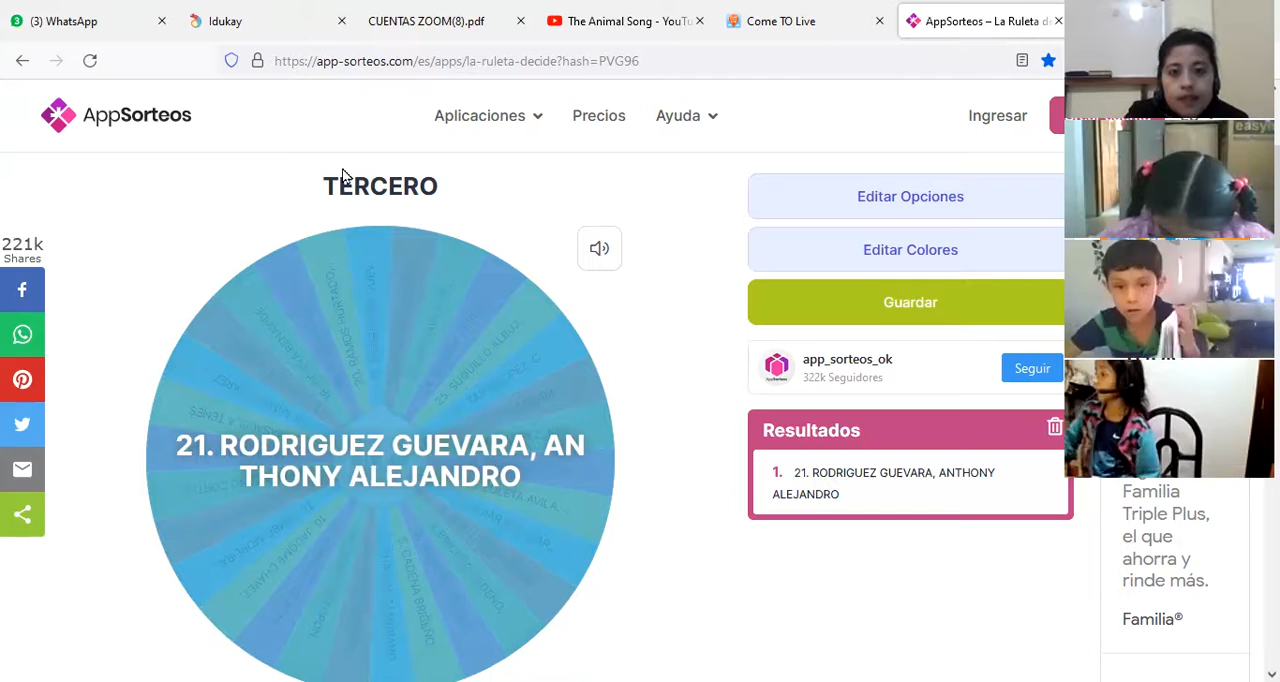 (3) WhatsApp
Idukay
CUENTAS ZOOM(8).pdf
The Animal Song - YouTu
Come TO Live
AppSorteos – La Ruleta d
https://app-sorteos.com/es/apps/la-ruleta-decide?hash=PVG96
AppSorteos
Aplicaciones
Precios
Ayuda
Ingresar
TERCERO
221k
Shares
Editar Opciones
Editar Colores
Guardar
app_sorteos_ok
322k Seguidores
Seguir
Resultados
1. 21. RODRIGUEZ GUEVARA, ANTHONY
ALEJANDRO
21. RODRIGUEZ GUEVARA, AN
THONY ALEJANDRO
Familia
Triple Plus,
el que
ahorra y
rinde más.
Familia®